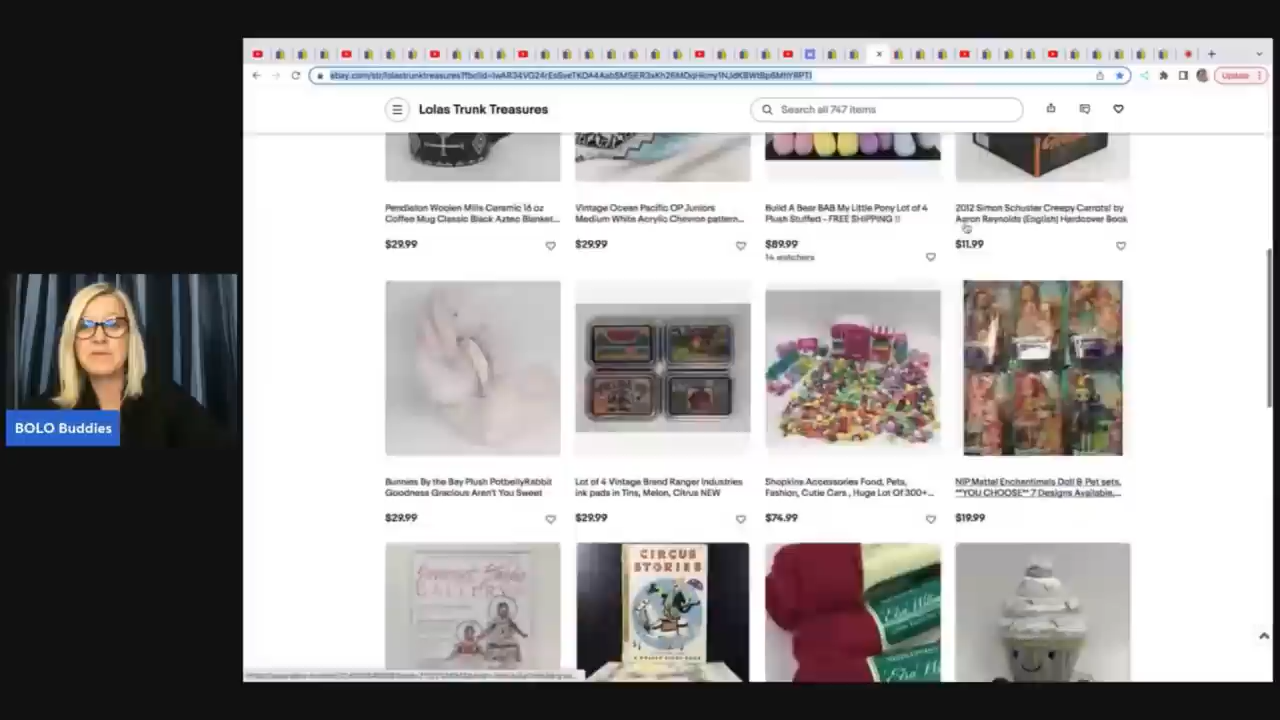 Update
Lolas Trunk Treasures
Search all 747 items
Pendleton Woolen Mills Ceramic 16 oz
Coffee Mug Classic Black Aztec Blanket...
$29.99
Vintage Ocean Pacific OP Juniors
Medium White Acrylic Chevron pattern...
$29.99
Build A Bear BAB My Little Pony Lot of 4
Plush Stuffed - FREE SHIPPING !!
$89.99
14 watchers
2012 Simon Schuster Creepy Carrots! by
Aaron Reynolds (English) Hardcover Book
$11.99
BOLO Buddies
Bunnies By the Bay Plush PotbellyRabbit
Goodness Gracious Aren't You Sweet
$29.99
Lot of 4 Vintage Brand Ranger Industries
ink pads in Tins, Melon, Citrus NEW
$29.99
Shopkins Accessories Food, Pets,
Fashion, Cutie Cars , Huge Lot Of 300+...
$74.99
NIP Mattel Enchantimals Doll & Pet sets,
**YOU CHOOSE** 7 Designs Available,...
$19.99
CIRCUS
STORIES